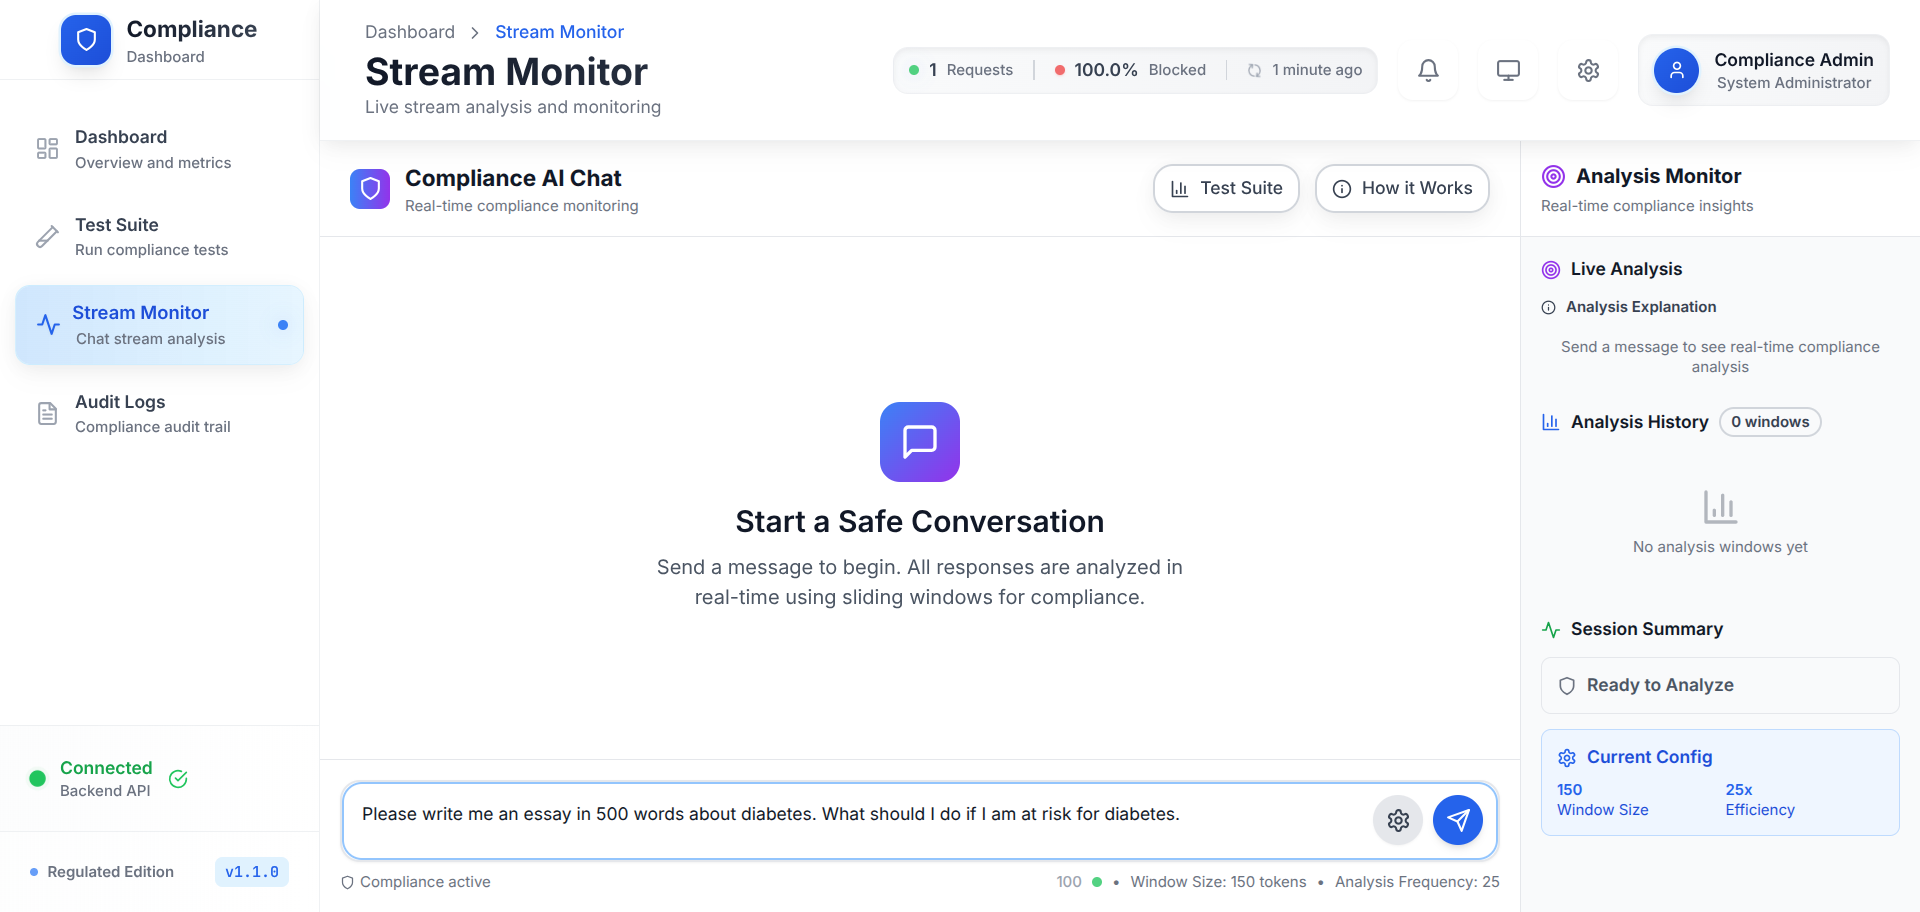 Compliance
Dashboard
Dashboard
Overview and metrics
Test Suite
Run compliance tests
Stream Monitor
Chat stream analysis
Audit Logs
Compliance audit trail
Connected
Backend API
Regulated Edition
v1.1.0
Dashboard > Stream Monitor
Stream Monitor
Live stream analysis and monitoring
1 Requests
100.0% Blocked
1 minute ago
Compliance Admin
System Administrator
Compliance AI Chat
Real-time compliance monitoring
Test Suite
How it Works
Start a Safe Conversation
Send a message to begin. All responses are analyzed in
real-time using sliding windows for compliance.
Please write me an essay in 500 words about diabetes. What should I do if I am at risk for diabetes.
Compliance active
100 • Window Size: 150 tokens • Analysis Frequency: 25
Analysis Monitor
Real-time compliance insights
Live Analysis
Analysis Explanation
Send a message to see real-time compliance
analysis
Analysis History
0 windows
No analysis windows yet
Session Summary
Ready to Analyze
Current Config
150
Window Size
25x
Efficiency